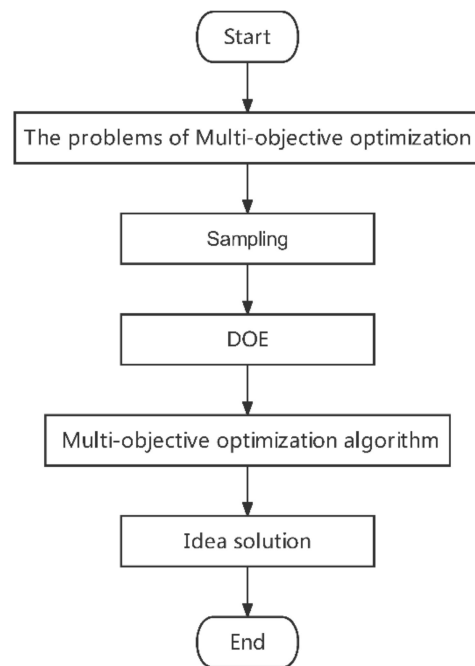 Start
The problems of Multi-objective optimization
Sampling
DOE
Multi-objective optimization algorithm
Idea solution
End